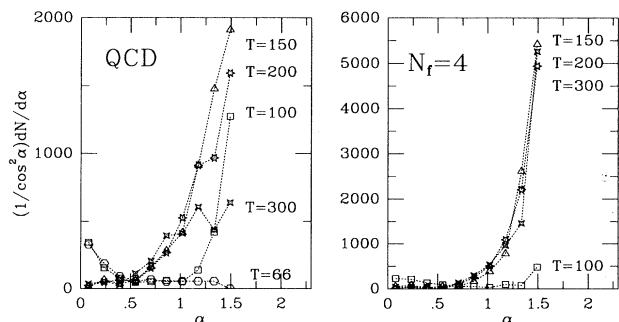 2000
QCD
T=150
T=200
T=100
1000
T=300
T=66
0
0 .5 1 1.5 2
α
(1/cos²α)dN/dα
6000
N_f=4
T=150
T=200
T=300
5000
4000
3000
2000
1000
T=100
0
0 .5 1 1.5 2
α